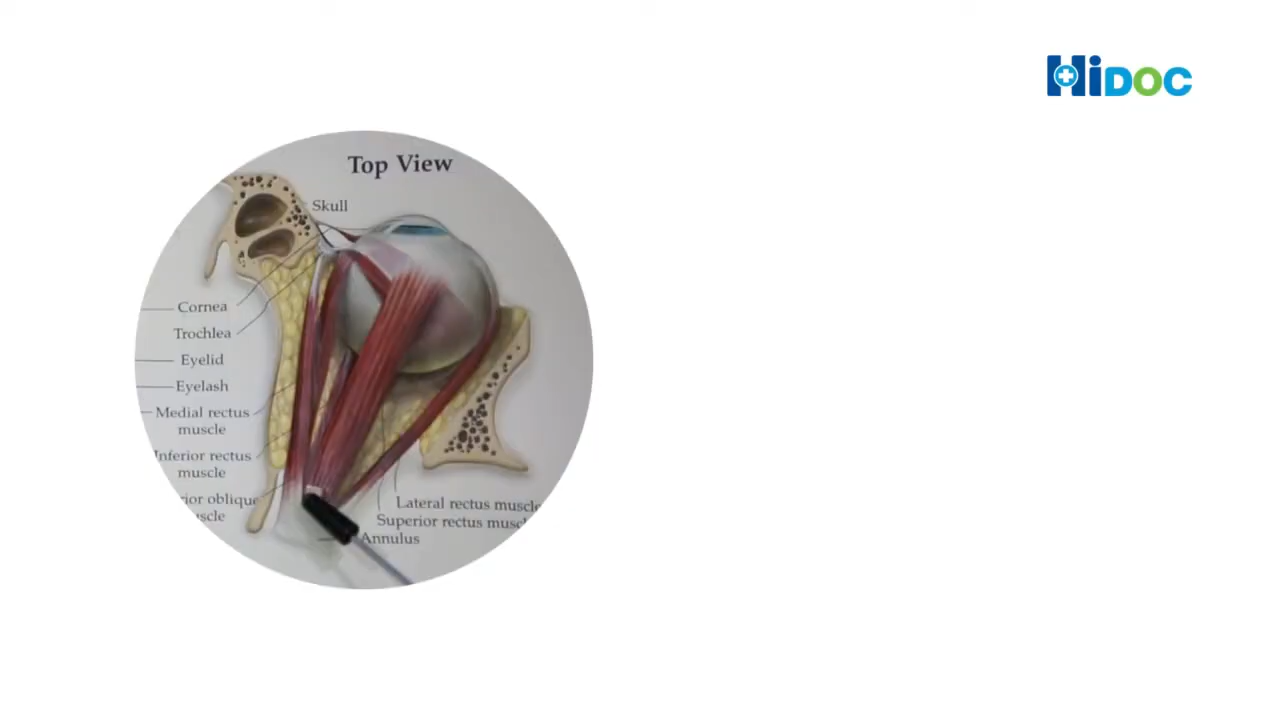 HiDOC
Top View
Skull
Cornea
Trochlea
Eyelid
Eyelash
Medial rectus
muscle
Inferior rectus
muscle
oblique
Lateral rectus muscle
Superior rectus
Annulus